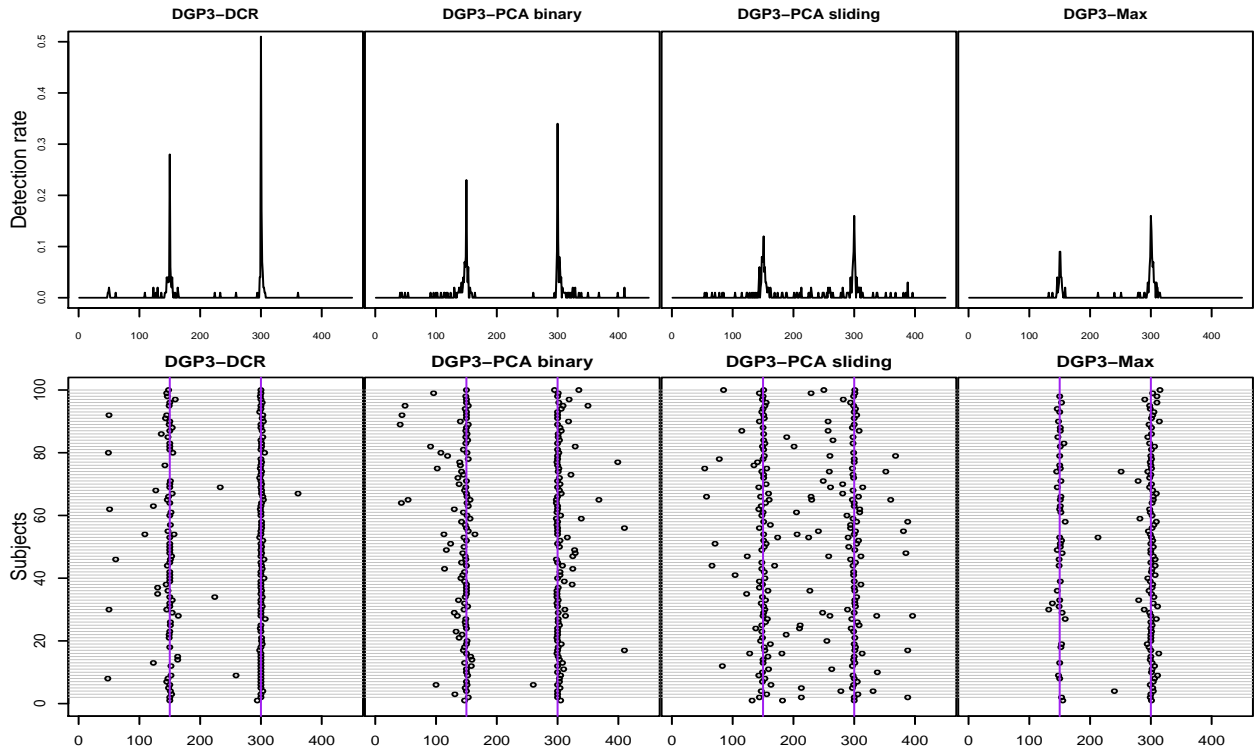 DGP3−DCR DGP3−PCA binary DGP3−PCA sliding DGP3−Max
Detection rate
0.5
0.4
0.3
0.2
0.1
0.0
0 100 200 300 400 0 100 200 300 400 0 100 200 300 400 0 100 200 300 400
DGP3−DCR DGP3−PCA binary DGP3−PCA sliding DGP3−Max
Subjects
100
80
60
40
20
0
0 100 200 300 400 0 100 200 300 400 0 100 200 300 400 0 100 200 300 400